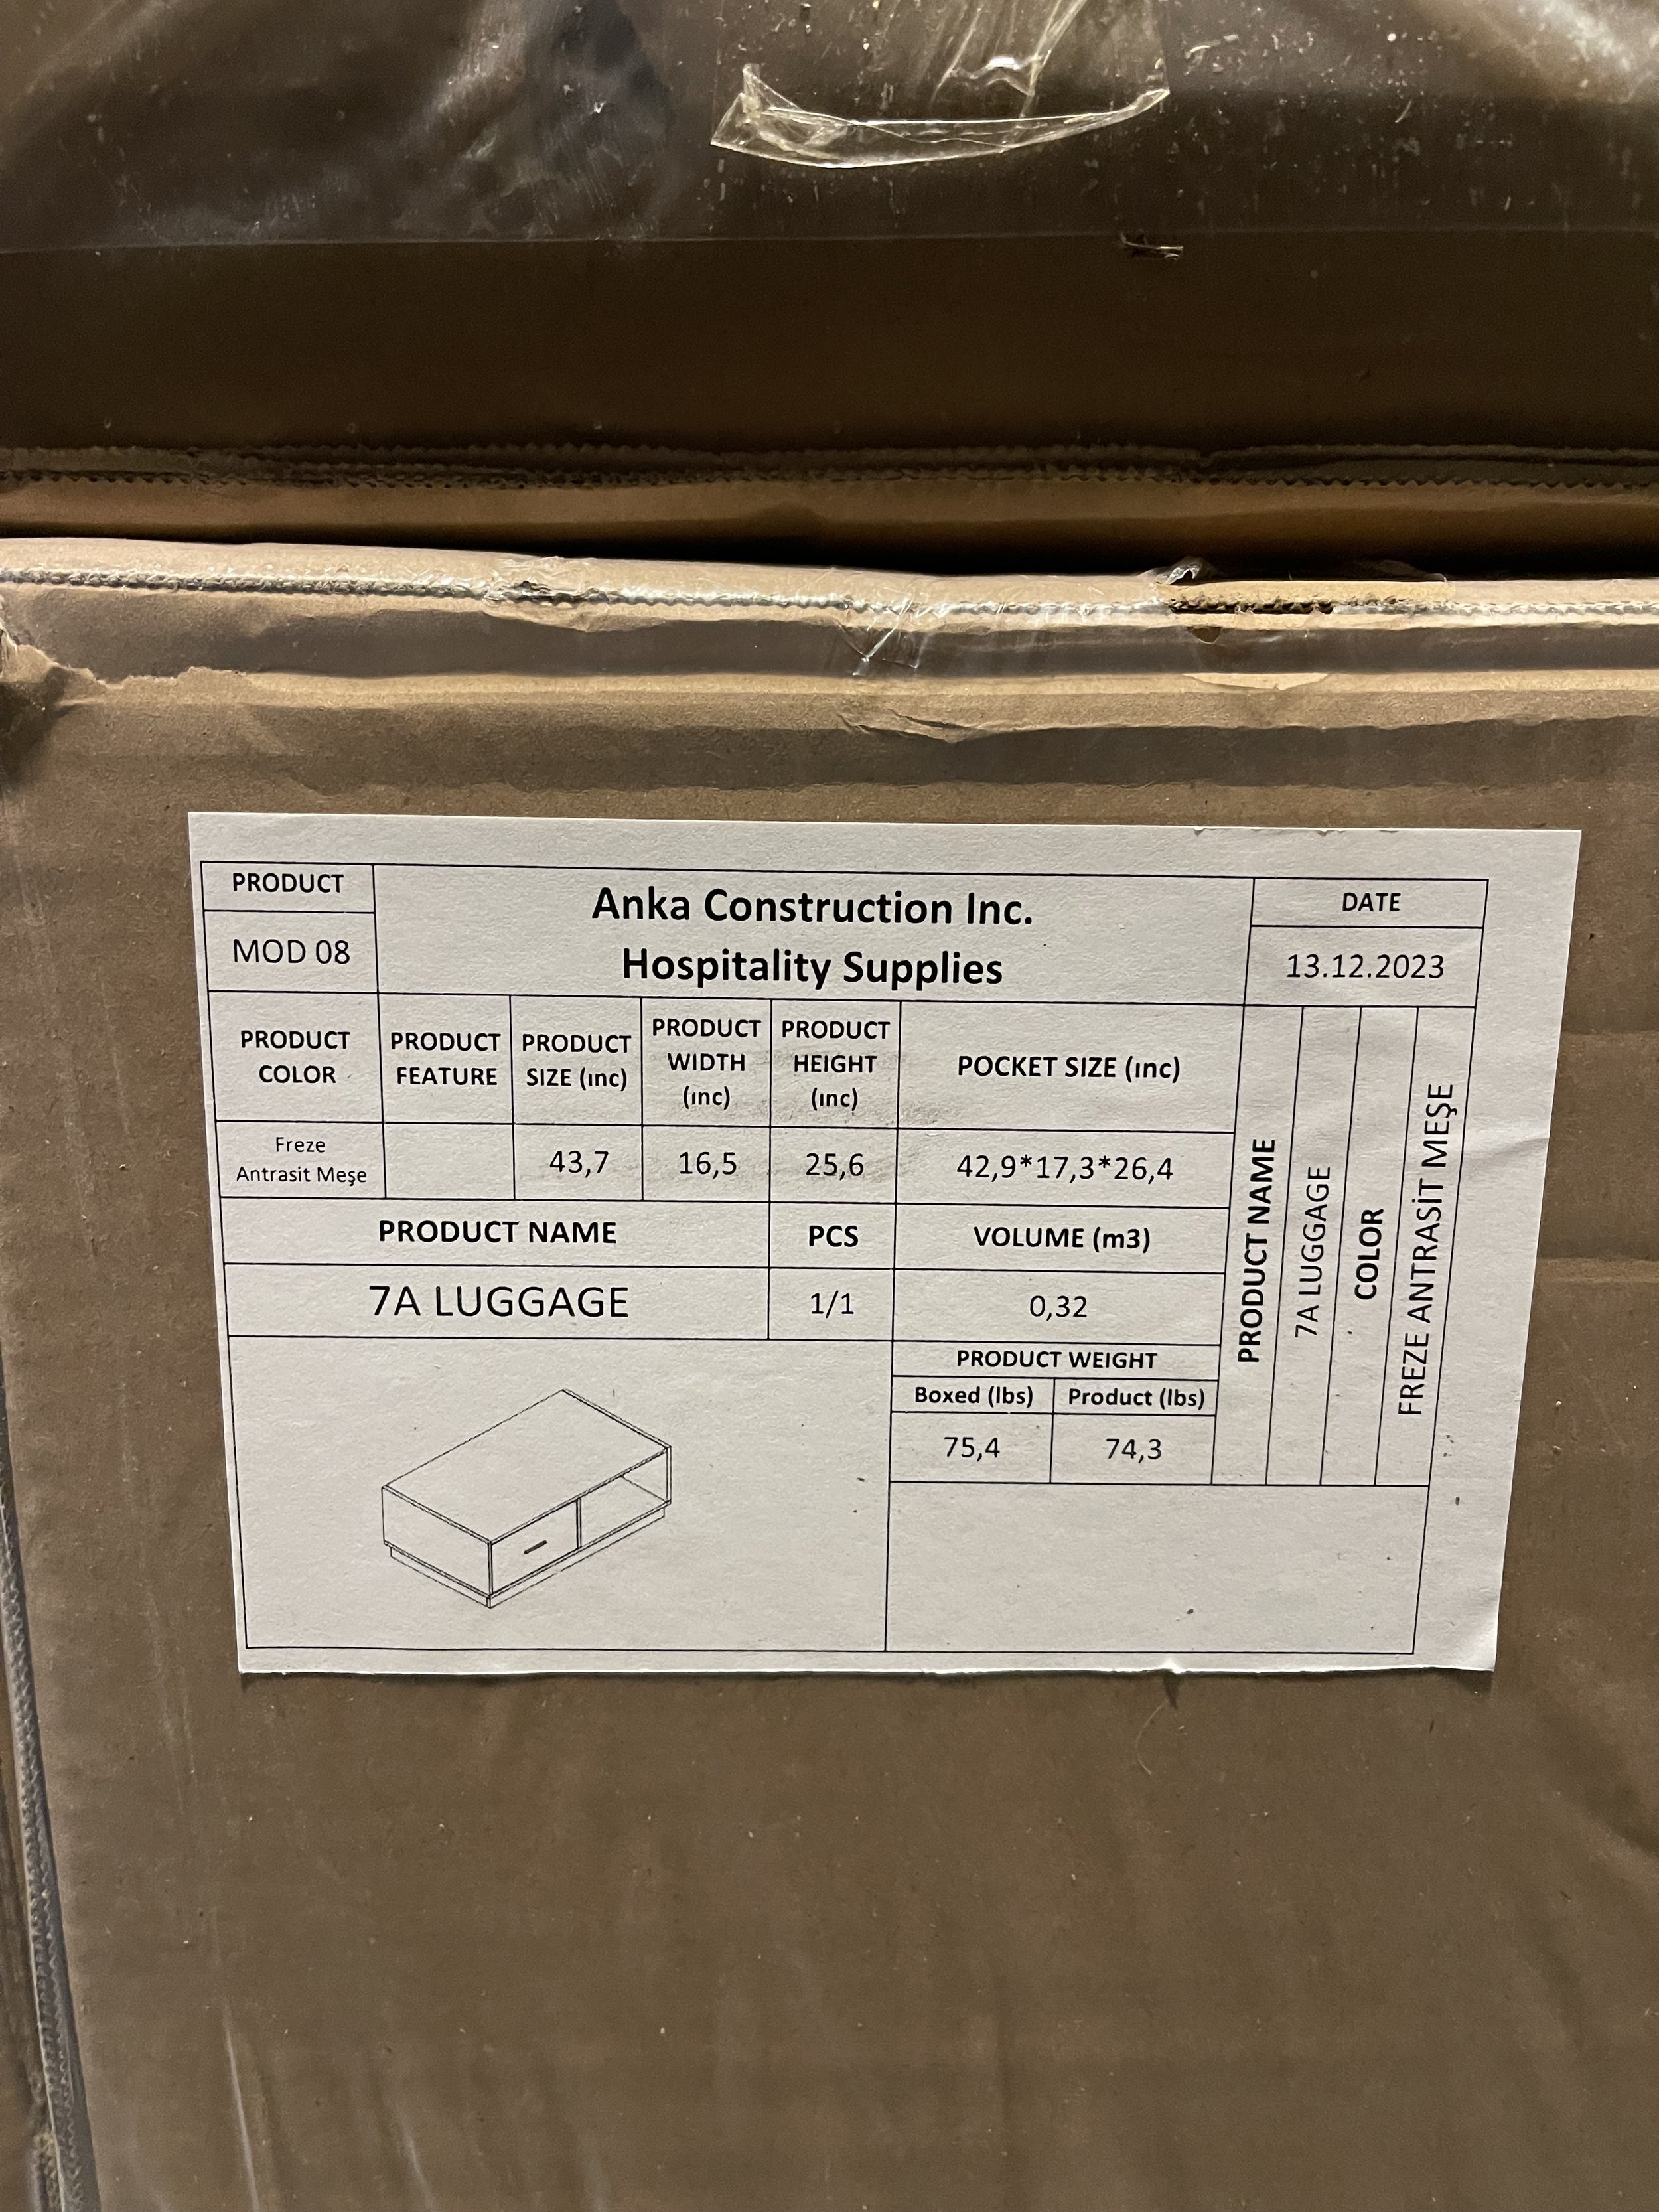 PRODUCT
MOD 08
Anka Construction Inc.
Hospitality Supplies
DATE
13.12.2023
PRODUCT
COLOR
PRODUCT
FEATURE
PRODUCT
SIZE (ınc)
PRODUCT
WIDTH
(ınc)
PRODUCT
HEIGHT
(ınc)
POCKET SIZE (ınc)
Freze
Antrasit Meşe
43,7
16,5
25,6
42,9*17,3*26,4
PRODUCT NAME
PCS
VOLUME (m3)
7A LUGGAGE
1/1
0,32
PRODUCT WEIGHT
Boxed (lbs)
Product (lbs)
75,4
74,3
PRODUCT NAME
7A LUGGAGE
COLOR
FREZE ANTRASİT MEŞE